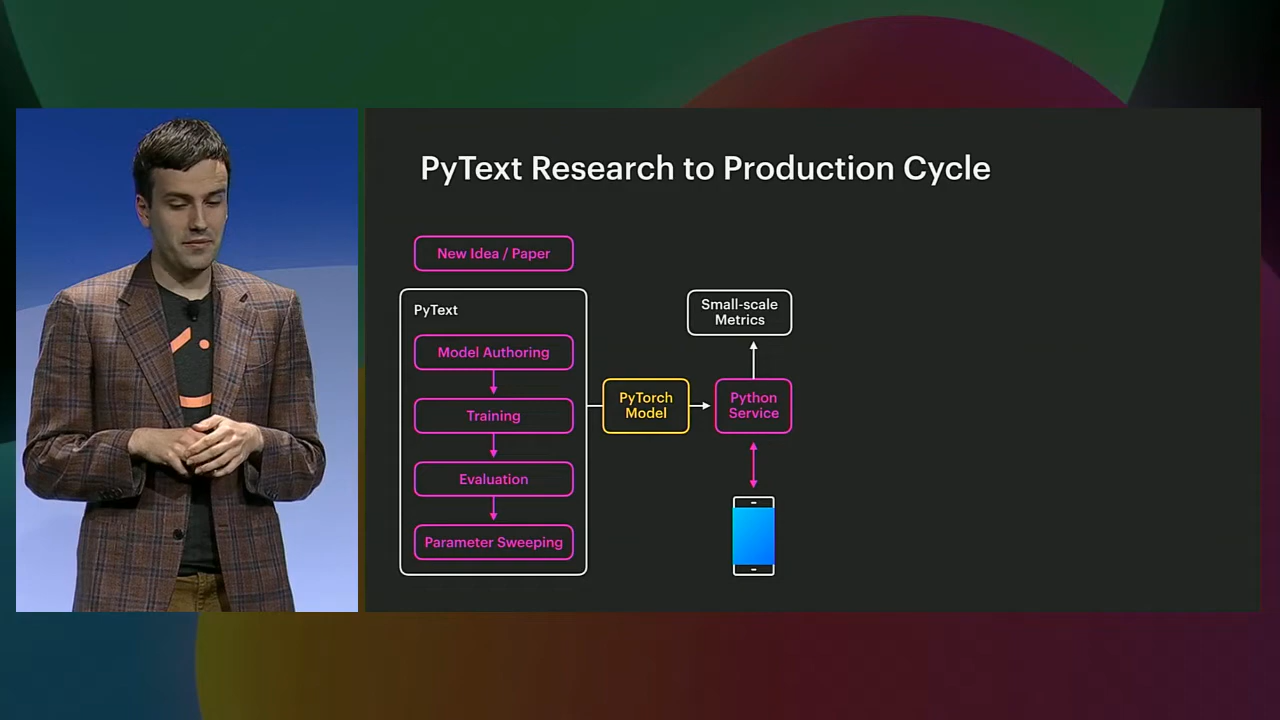 PyText Research to Production Cycle
New Idea / Paper
PyText
Model Authoring
Training
Evaluation
Parameter Sweeping
PyTorch
Model
Small-scale
Metrics
Python
Service